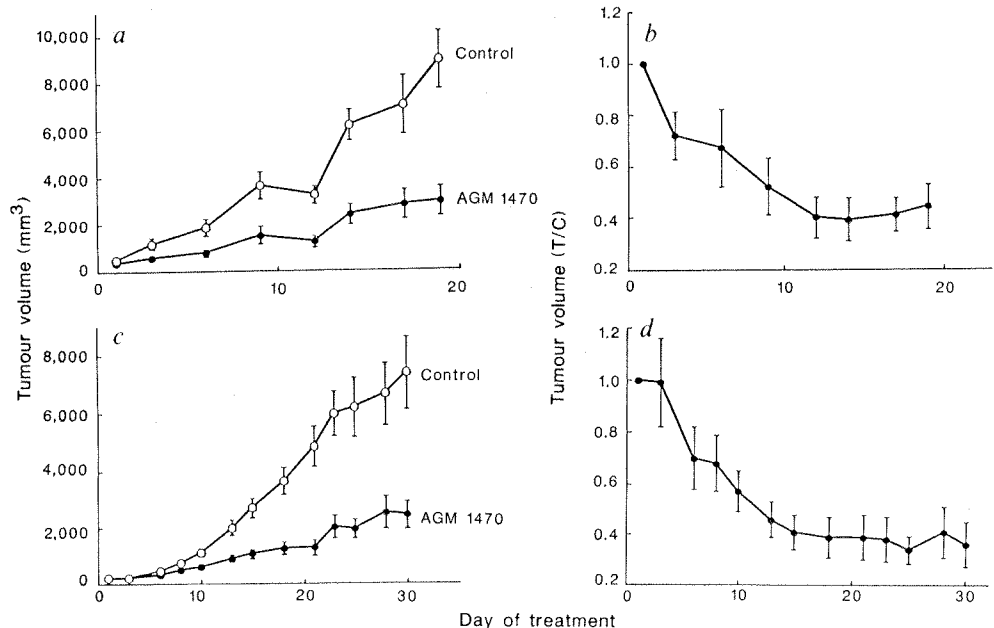 a
10,000
8,000
6,000
4,000
2,000
0
Control
AGM 1470
0 10 20
b
1.2
1.0
0.8
0.6
0.4
0.2
0 10 20
Tumour volume (mm3)
Tumour volume (T/C)
c
8,000
6,000
4,000
2,000
0
Control
AGM 1470
0 10 20 30
d
1.2
1.0
0.8
0.6
0.4
0.2
0 10 20 30
Day of treatment